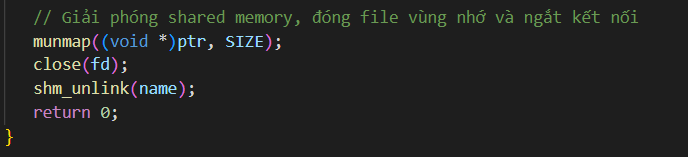 // Giải phóng shared memory, đóng file vùng nhớ và ngắt kết nối
munmap((void *)ptr, SIZE);
close(fd);
shm_unlink(name);
return 0;
}